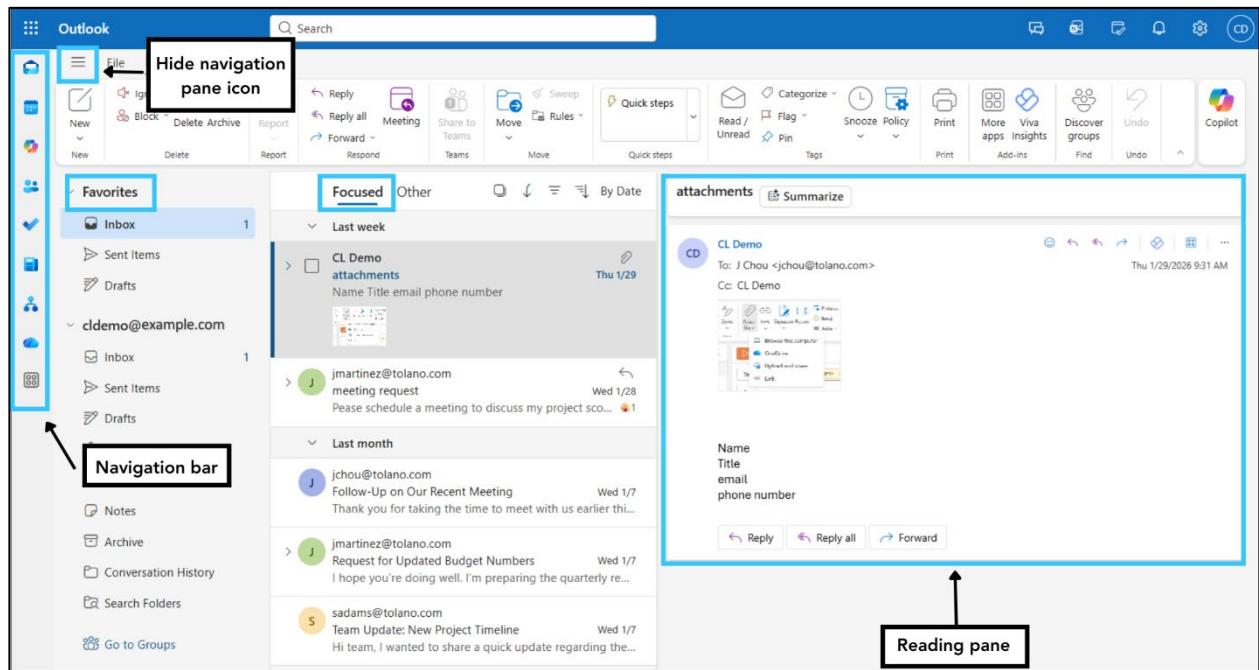 Outlook
Search
CD
Hide navigation
pane icon
File
New
Ign
Block
Delete Archive
Report
Reply
Reply all
Forward
Meeting
Share to
Teams
Move
Sweep
Rules
Quick steps
Read /
Unread
Categorize
Flag
Pin
Snooze Policy
Print
More
apps
Viva
Insights
Discover
groups
Undo
Copilot
New
Delete
Report
Respond
Teams
Move
Quick steps
Tags
Print
Add-ins
Find
Undo
Favorites
Inbox 1
Sent Items
Drafts
cldemo@example.com
Inbox 1
Sent Items
Drafts
Navigation bar
Notes
Archive
Conversation History
Search Folders
Go to Groups
Focused Other By Date
Last week
CL Demo
attachments Thu 1/29
Name Title email phone number
J
jmartinez@tolano.com
meeting request Wed 1/28
Pease schedule a meeting to discuss my project sco... 1
Last month
J
jchou@tolano.com
Follow-Up on Our Recent Meeting Wed 1/7
Thank you for taking the time to meet with us earlier thi...
J
jmartinez@tolano.com
Request for Updated Budget Numbers Wed 1/7
I hope you're doing well. I'm preparing the quarterly re...
S
sadams@tolano.com
Team Update: New Project Timeline Wed 1/7
Hi team, I wanted to share a quick update regarding the...
attachments Summarize
CD
CL Demo
To: J Chou <jchou@tolano.com> Thu 1/29/2026 9:31 AM
Cc: CL Demo
Browse this computer
OneDrive
Upload and share
Link
Name
Title
email
phone number
Reply Reply all Forward
Reading pane